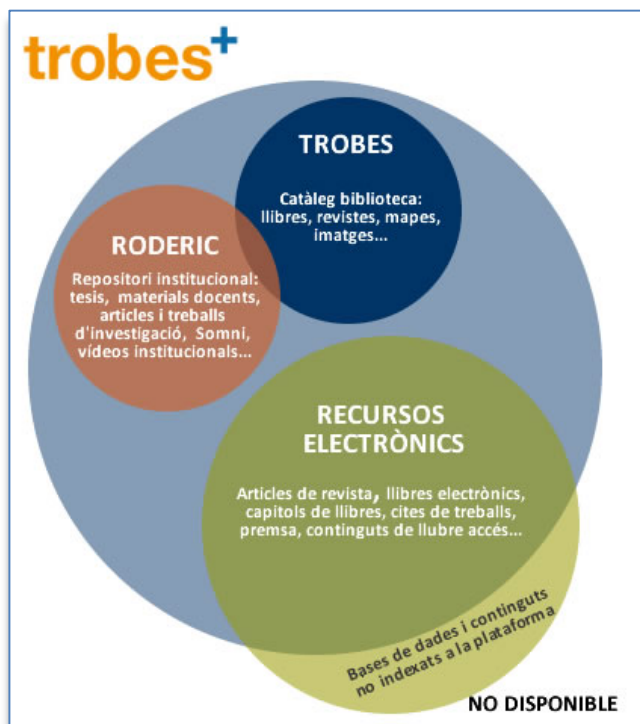 trobes+
TROBES
Catàleg biblioteca:
llibres, revistes, mapes,
imatges...
RODERIC
Repositori institucional:
tesis, materials docents,
articles i treballs
d'investigació, Somni,
vídeos institucionals...
RECURSOS
ELECTRÒNICS
Articles de revista, llibres electrònics,
capitols de llibres, cites de treballs,
premsa, continguts de llubre accés...
Bases de dades i continguts
no indexats a la plataforma
NO DISPONIBLE